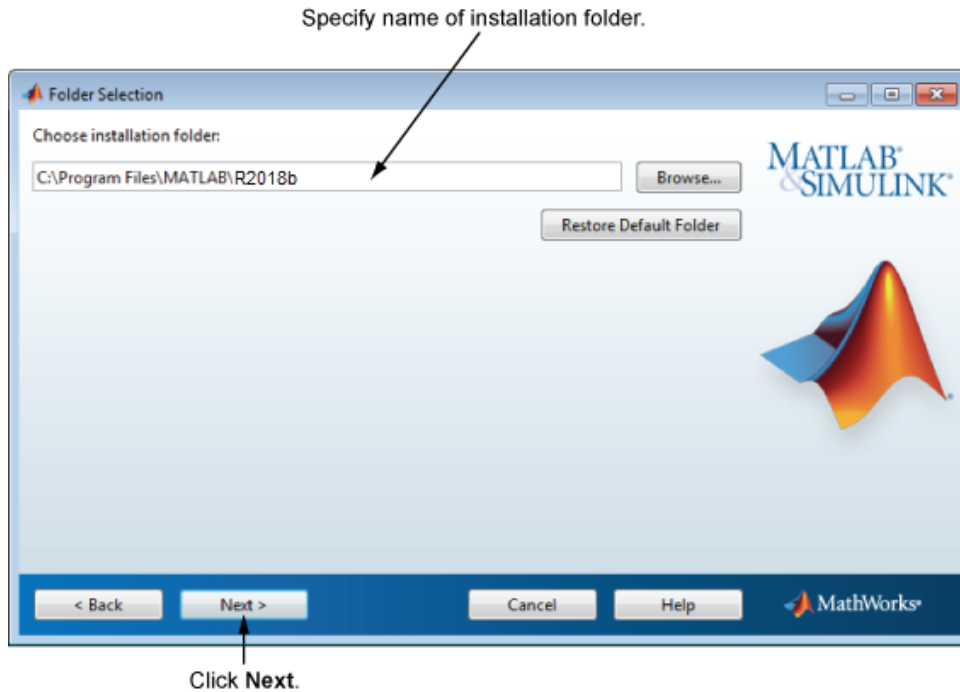 Specify name of installation folder.
Folder Selection
Choose installation folder:
C:\Program Files\MATLAB\R2018b
Browse...
Restore Default Folder
MATLAB®
&SIMULINK®
®
< Back
Next >
Cancel
Help
MathWorks®
Click Next.